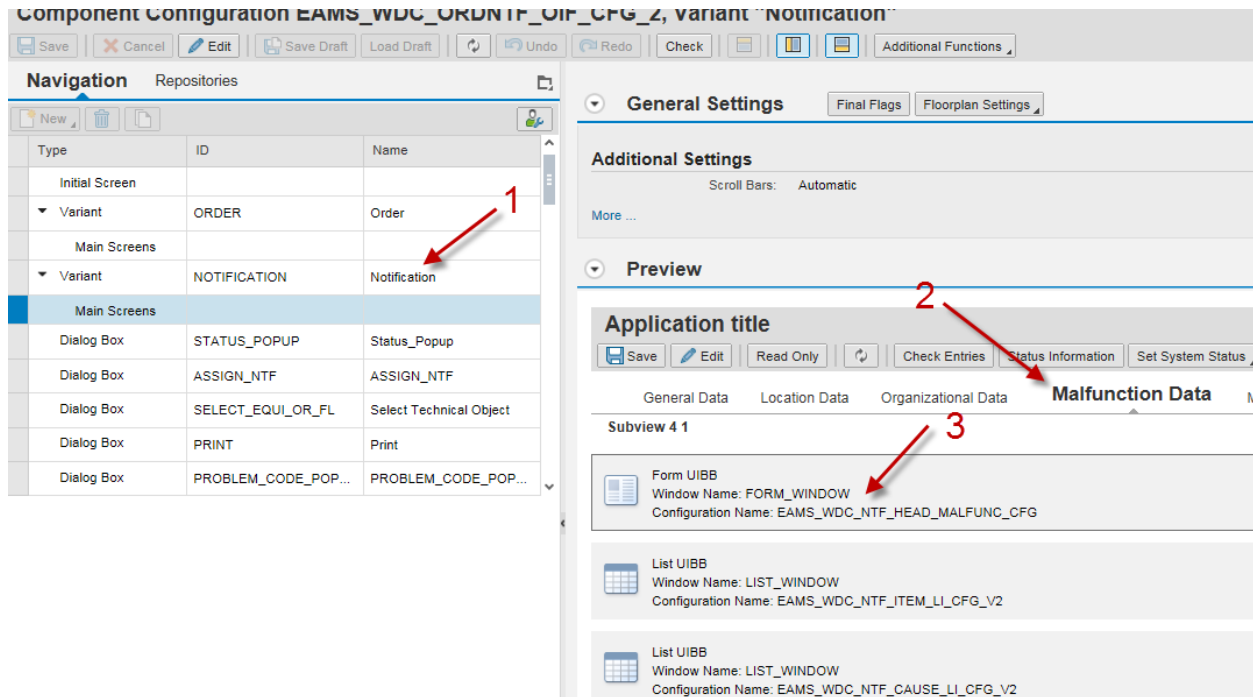 Component Configuration EAMS_WDC_ORDNTF_OIF_CFG_2, Variant "Notification"
Save Cancel Edit Save Draft Load Draft Undo Redo Check Additional Functions
Navigation Repositories
New
Type ID Name
Initial Screen
Variant ORDER Order
Main Screens
Variant NOTIFICATION Notification
Main Screens
Dialog Box STATUS_POPUP Status_Popup
Dialog Box ASSIGN_NTF ASSIGN_NTF
Dialog Box SELECT_EQUI_OR_FL Select Technical Object
Dialog Box PRINT Print
Dialog Box PROBLEM_CODE_POP... PROBLEM_CODE_POP...
1
General Settings Final Flags Floorplan Settings
Additional Settings
Scroll Bars: Automatic
More ...
Preview
2
Application title
Save Edit Read Only Check Entries Status Information Set System Status
General Data Location Data Organizational Data Malfunction Data
Subview 4 1
3
Form UIBB
Window Name: FORM_WINDOW
Configuration Name: EAMS_WDC_NTF_HEAD_MALFUNC_CFG
List UIBB
Window Name: LIST_WINDOW
Configuration Name: EAMS_WDC_NTF_ITEM_LI_CFG_V2
List UIBB
Window Name: LIST_WINDOW
Configuration Name: EAMS_WDC_NTF_CAUSE_LI_CFG_V2